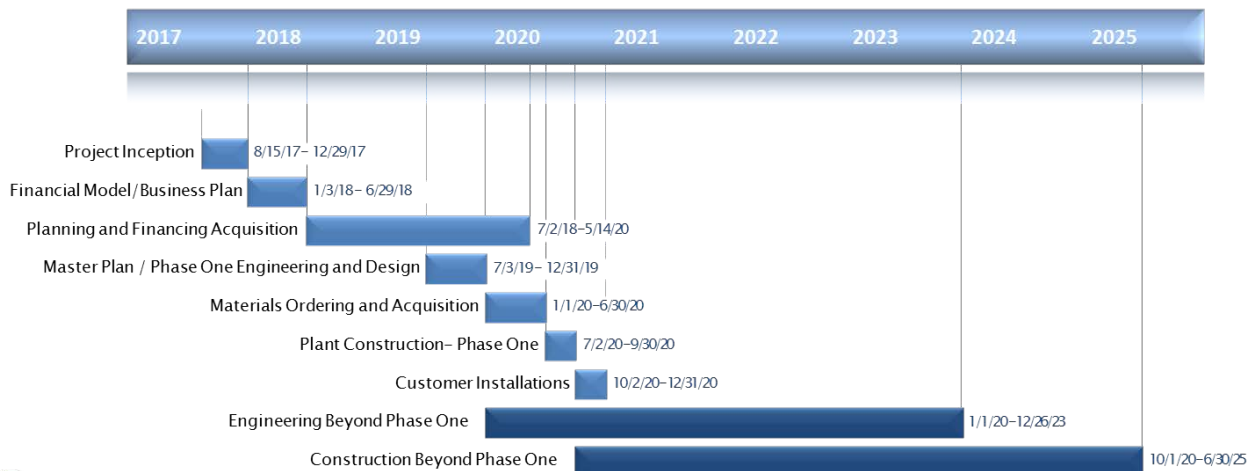 2017 2018 2019 2020 2021 2022 2023 2024 2025
Project Inception 8/15/17– 12/29/17
Financial Model/Business Plan 1/3/18– 6/29/18
Planning and Financing Acquisition 7/2/18–5/14/20
Master Plan / Phase One Engineering and Design 7/3/19– 12/31/19
Materials Ordering and Acquisition 1/1/20–6/30/20
Plant Construction– Phase One 7/2/20–9/30/20
Customer Installations 10/2/20–12/31/20
Engineering Beyond Phase One 1/1/20–12/26/23
Construction Beyond Phase One 10/1/20–6/30/25